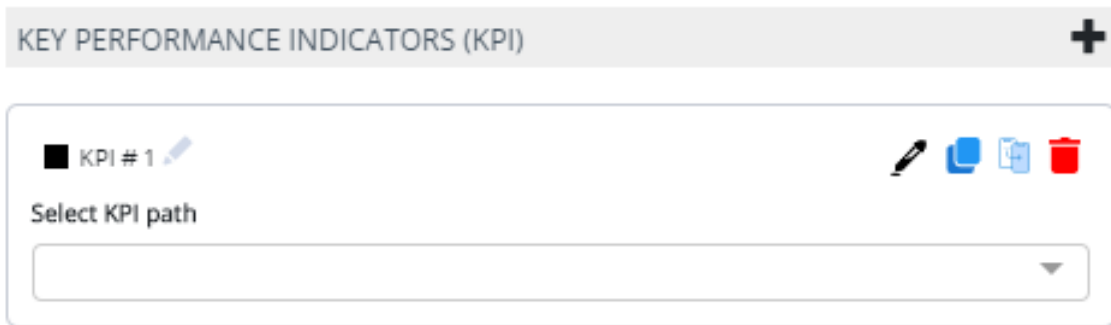 KEY PERFORMANCE INDICATORS (KPI)
KPI # 1
Select KPI path